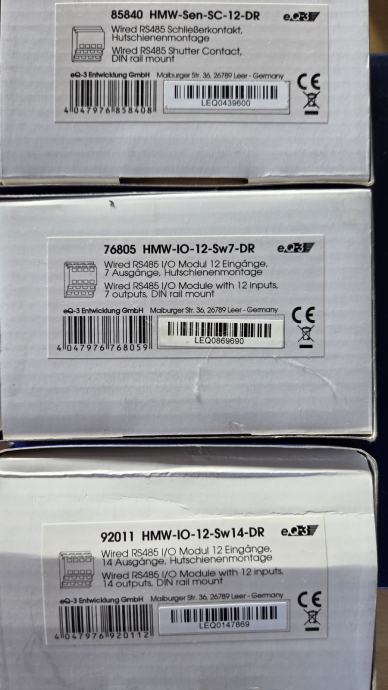 85840 HMW-Sen-SC-12-DR eQ-3
Wired RS485 Schließerkontakt,
Hutschienenmontage
Wired RS485 Shutter Contact,
DIN rail mount
eQ-3 Entwicklung GmbH Maiburger Str. 36, 26789 Leer - Germany
4 047976 858408
LEQ0439600
CE
76805 HMW-IO-12-Sw7-DR eQ-3
Wired RS485 I/O Modul 12 Eingänge,
7 Ausgänge, Hutschienenmontage
Wired RS485 I/O Module with 12 inputs,
7 outputs, DIN rail mount
eQ-3 Entwicklung GmbH Maiburger Str. 36, 26789 Leer - Germany
4 047976 768059
LEQ0869690
CE
92011 HMW-IO-12-Sw14-DR eQ-3
Wired RS485 I/O Modul 12 Eingänge,
14 Ausgänge, Hutschienenmontage
Wired RS485 I/O Module with 12 inputs,
14 outputs, DIN rail mount
eQ-3 Entwicklung GmbH Maiburger Str. 36, 26789 Leer - Germany
4 047976 920112
LEQ0147869
CE